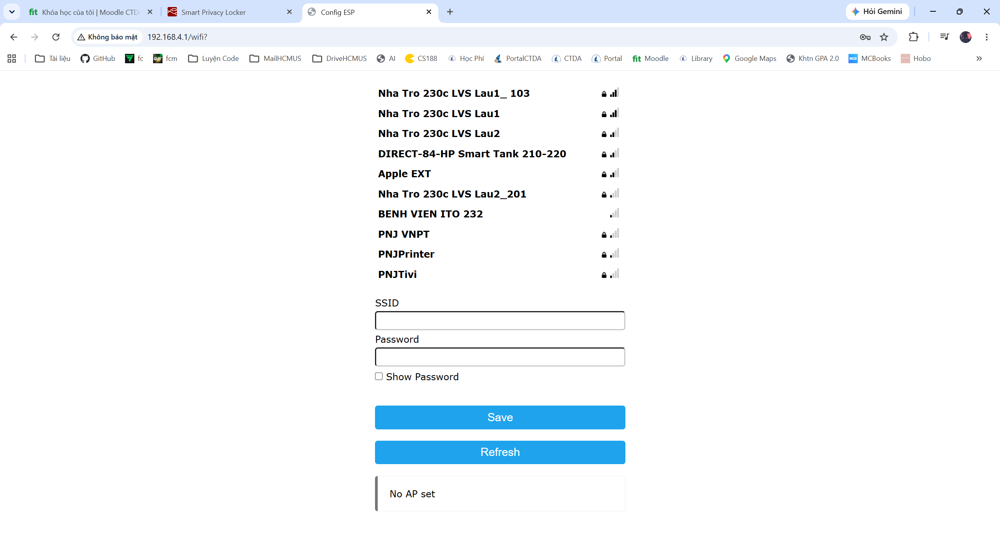 Khóa học của tôi | Moodle CTD
Smart Privacy Locker
Config ESP
Hỏi Gemini
Không bảo mật
192.168.4.1/wifi?
Tài liệu
GitHub
fc
fcm
Luyện Code
MailHCMUS
DriveHCMUS
AI
CS188
Học Phí
PortalCTDA
CTDA
Portal
fit
Moodle
Library
Google Maps
Khtn GPA 2.0
MCB
MCBooks
Hobo
Nha Tro 230c LVS Lau1_ 103
Nha Tro 230c LVS Lau1
Nha Tro 230c LVS Lau2
DIRECT-84-HP Smart Tank 210-220
Apple EXT
Nha Tro 230c LVS Lau2_201
BENH VIEN ITO 232
PNJ VNPT
PNJPrinter
PNJTivi
SSID
Password
Show Password
Save
Refresh
No AP set